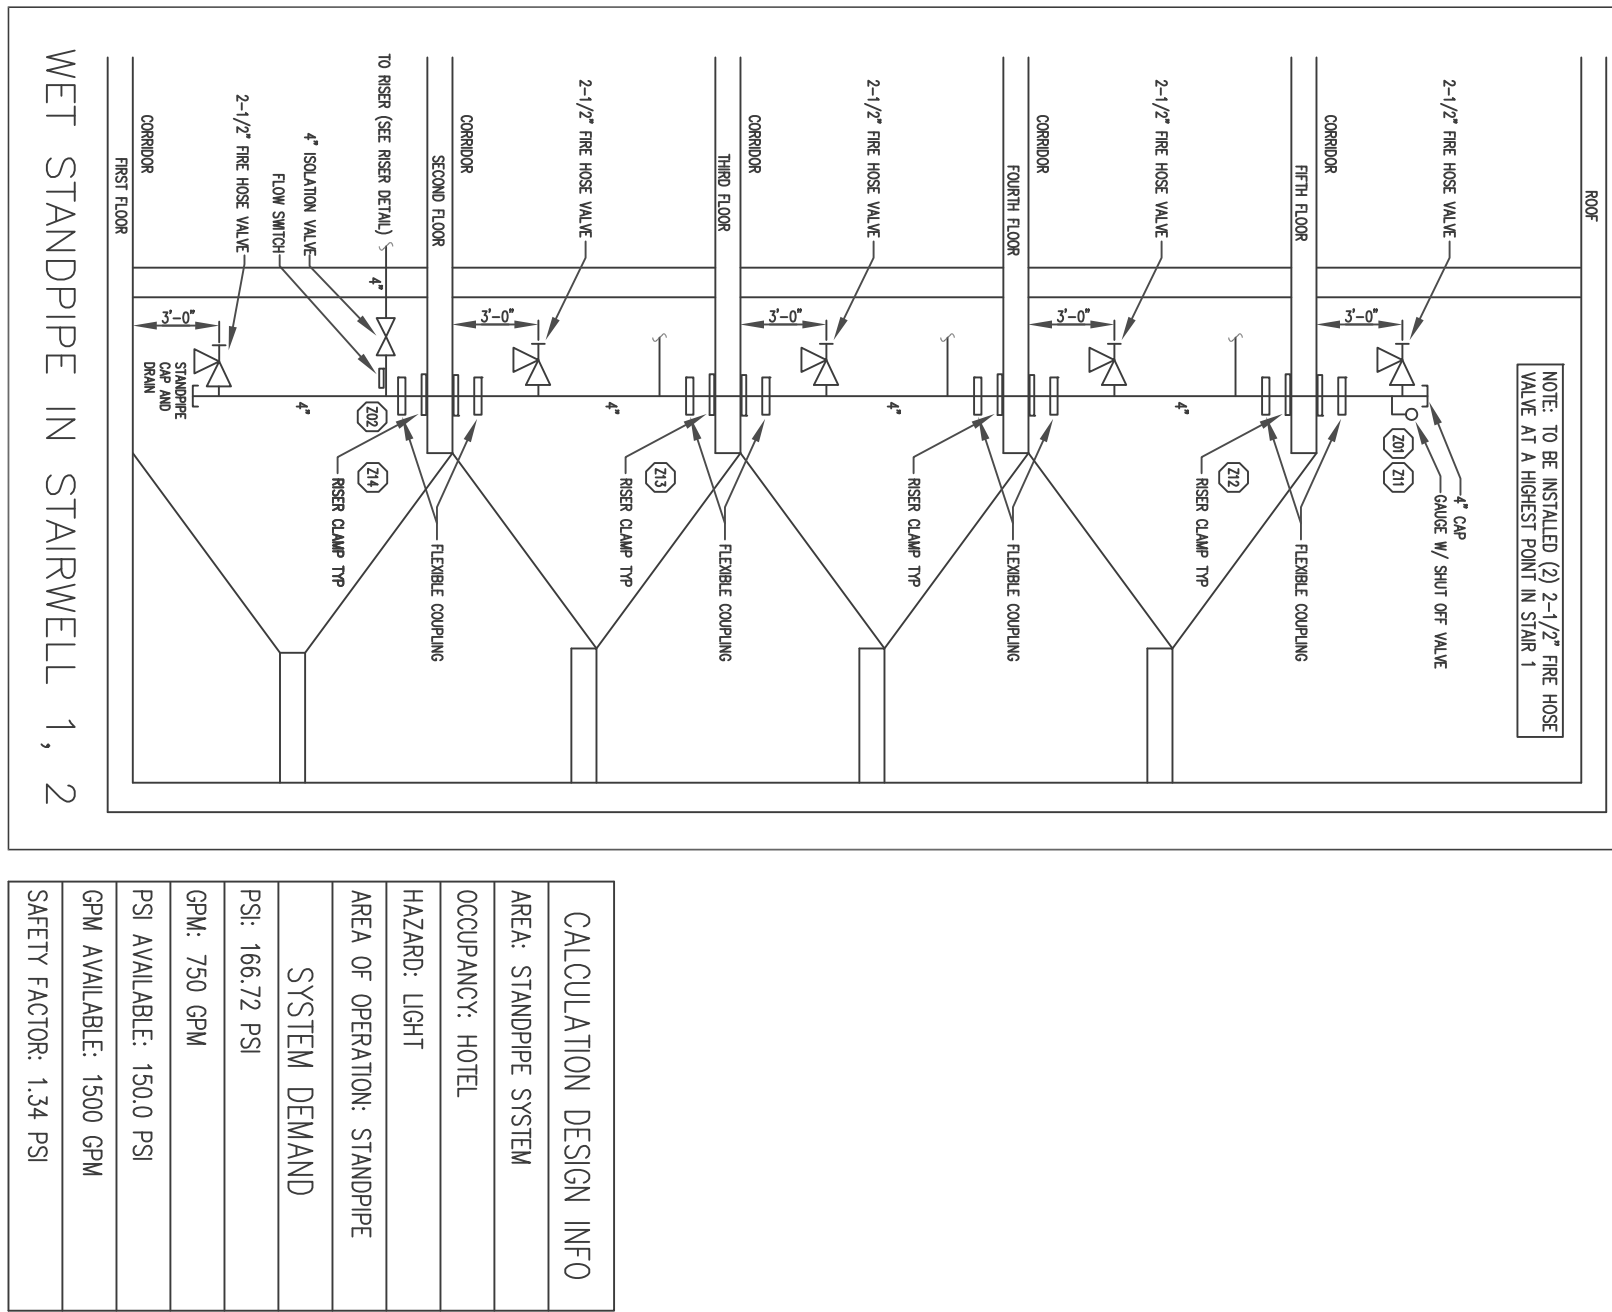 ROOF
NOTE: TO BE INSTALLED (2) 2-1/2" FIRE HOSE
VALVE AT A HIGHEST POINT IN STAIR 1
2-1/2" FIRE HOSE VALVE
4" CAP
GAUGE W/ SHUT OFF VALVE
Z01
Z11
3'-0"
CORRIDOR
FIFTH FLOOR
FLEXIBLE COUPLING
Z12
RISER CLAMP TYP
4"
2-1/2" FIRE HOSE VALVE
3'-0"
CORRIDOR
FOURTH FLOOR
FLEXIBLE COUPLING
RISER CLAMP TYP
4"
2-1/2" FIRE HOSE VALVE
3'-0"
CORRIDOR
THIRD FLOOR
FLEXIBLE COUPLING
Z13
RISER CLAMP TYP
4"
2-1/2" FIRE HOSE VALVE
3'-0"
CORRIDOR
SECOND FLOOR
FLEXIBLE COUPLING
TO RISER (SEE RISER DETAIL)
4"
Z02
Z14
RISER CLAMP TYP
4" ISOLATION VALVE
FLOW SWITCH
4"
2-1/2" FIRE HOSE VALVE
3'-0"
STANDPIPE
CAP AND
DRAIN
CORRIDOR
FIRST FLOOR
WET STANDPIPE IN STAIRWELL 1, 2
CALCULATION DESIGN INFO
AREA: STANDPIPE SYSTEM
OCCUPANCY: HOTEL
HAZARD: LIGHT
AREA OF OPERATION: STANDPIPE
SYSTEM DEMAND
PSI: 166.72 PSI
GPM: 750 GPM
PSI AVAILABLE: 150.0 PSI
GPM AVAILABLE: 1500 GPM
SAFETY FACTOR: 1.34 PSI